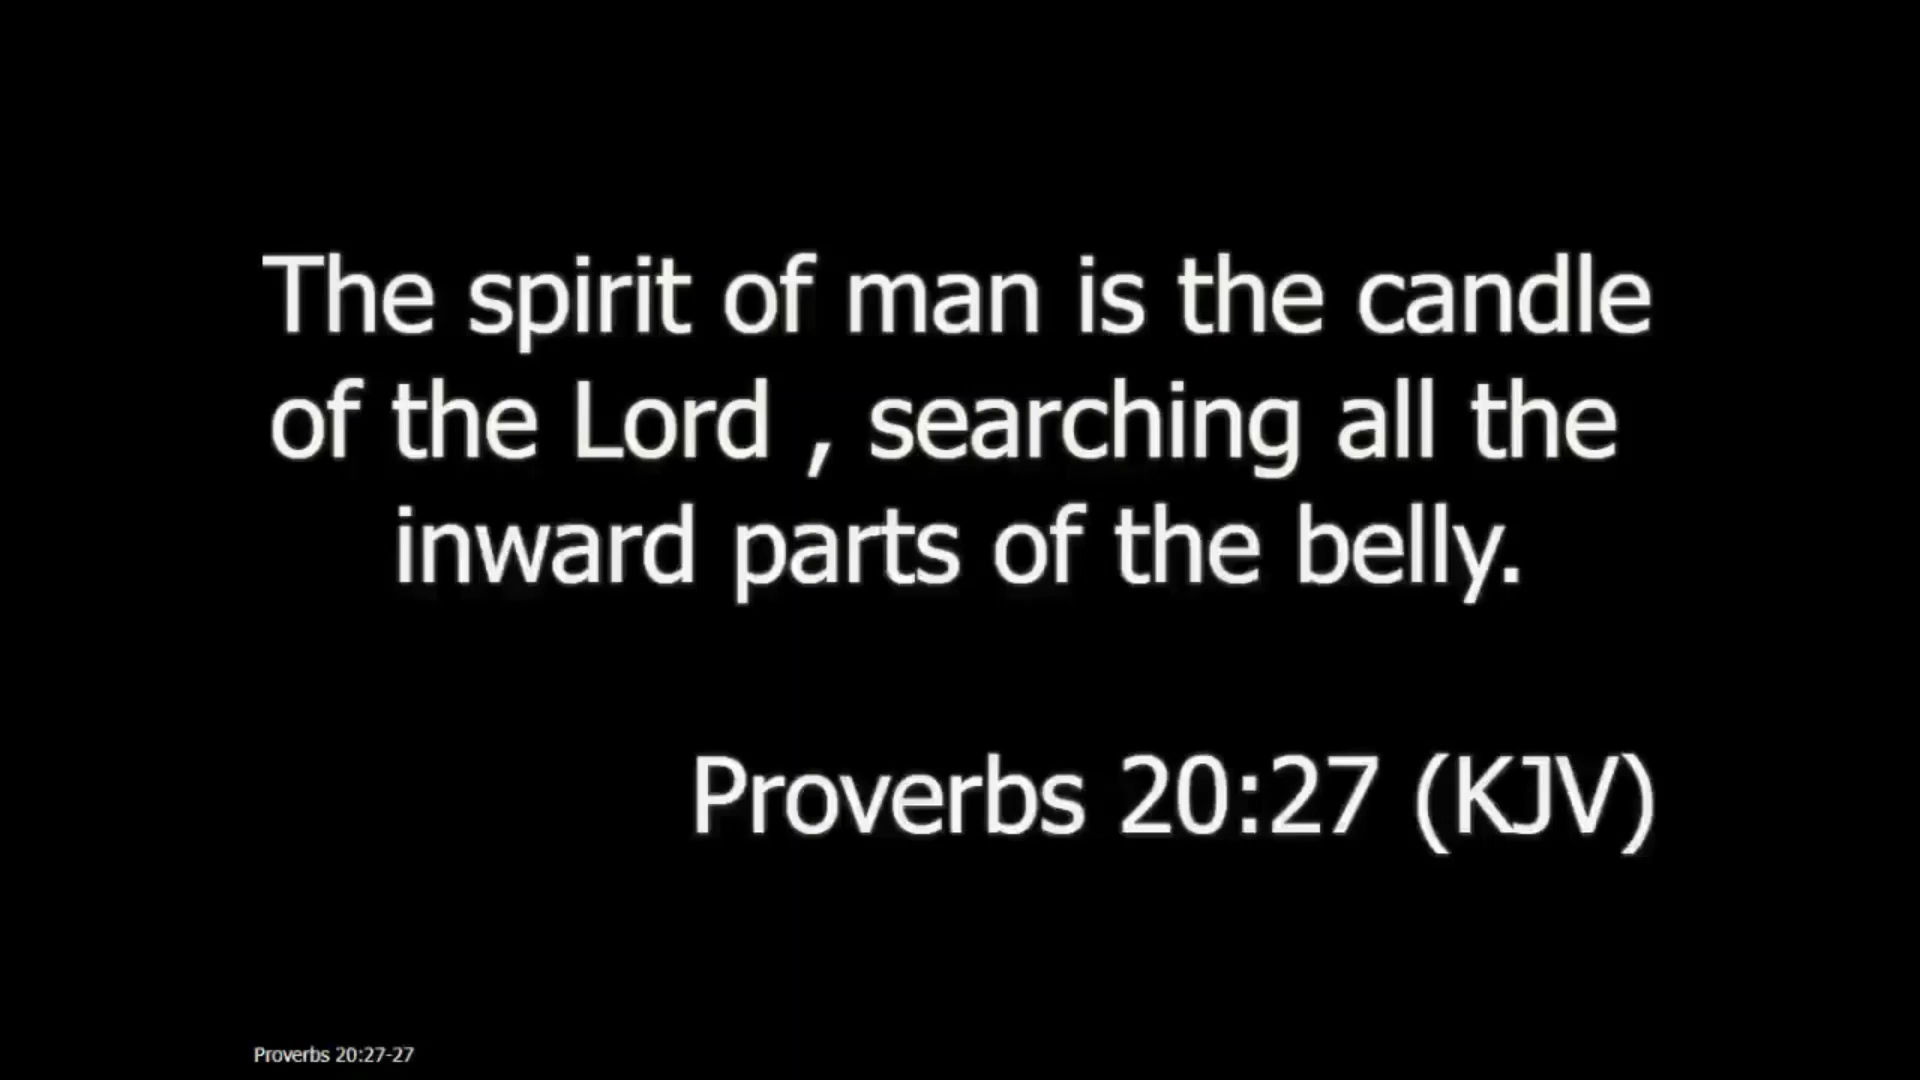 The spirit of man is the candle
of the Lord , searching all the
inward parts of the belly.
Proverbs 20:27 (KJV)
Proverbs 20:27-27